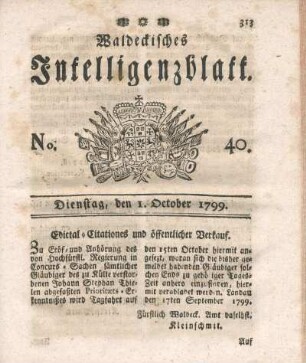 313
Waldeckisches
Intelligenzblatt.
No. 40.
Dienstag, den 1. October 1799.
Edictal-Citationes und öffentlicher Verkauf.
Zu Eröf- und Anhörung des
von Hochfürstl. Regierung in
Concurs-Sachen sämtlicher
Gläubiger des zu Külte verstor-
benen Johann Stephan Thie-
len abgefaßten Prioritäts-Er-
kenntnisses wird Tagfahrt auf
den 15ten October hiermit an-
gesetzt, woran sich die bisher ge-
meldet habenden Gläubiger sol-
chen Ends zu gehöriger Tages-
Zeit anhero einzufinden, hier-
mit verabladet werden. Landau den
17ten September 1799.
Fürstlich Waldeck. Amt daselbst.
Kleinschmit.
Auf